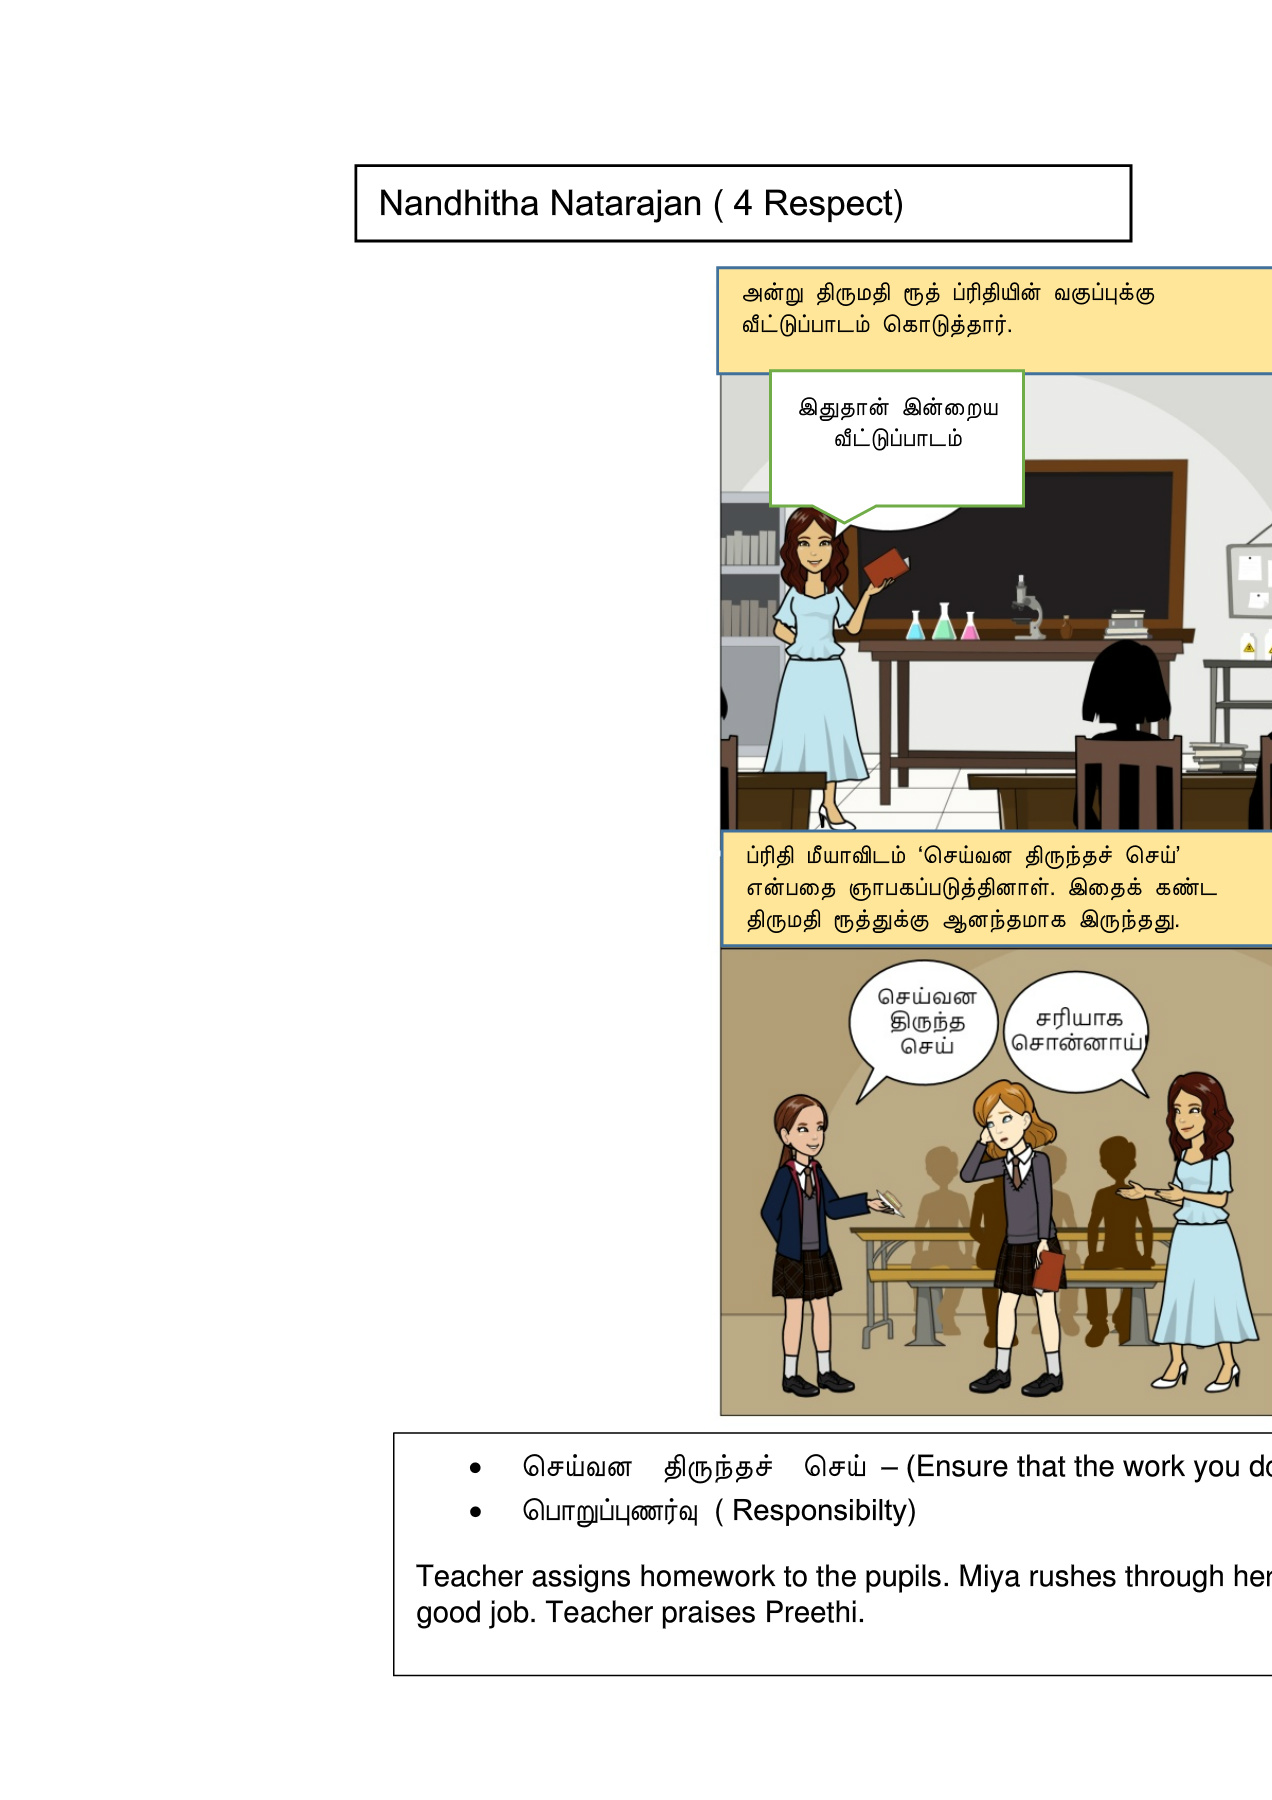 Nandhitha Natarajan ( 4 Respect)
அன்று திருமதி ரூத் ப்ரிதியின் வகுப்புக்கு
வீட்டுப்பாடம் கொடுத்தார்.
இதுதான் இன்றைய
வீட்டுப்பாடம்
ப்ரிதி மீயாவிடம் ‘செய்வன திருந்தச் செய்’
என்பதை ஞாபகப்படுத்தினாள். இதைக் கண்ட
திருமதி ரூத்துக்கு ஆனந்தமாக இருந்தது.
செய்வன
திருந்த
செய்
சரியாக
சொன்னாய்!
• செய்வன திருந்தச் செய் – (Ensure that the work you do
• பொறுப்புணர்வு ( Responsibilty)
Teacher assigns homework to the pupils. Miya rushes through her
good job. Teacher praises Preethi.